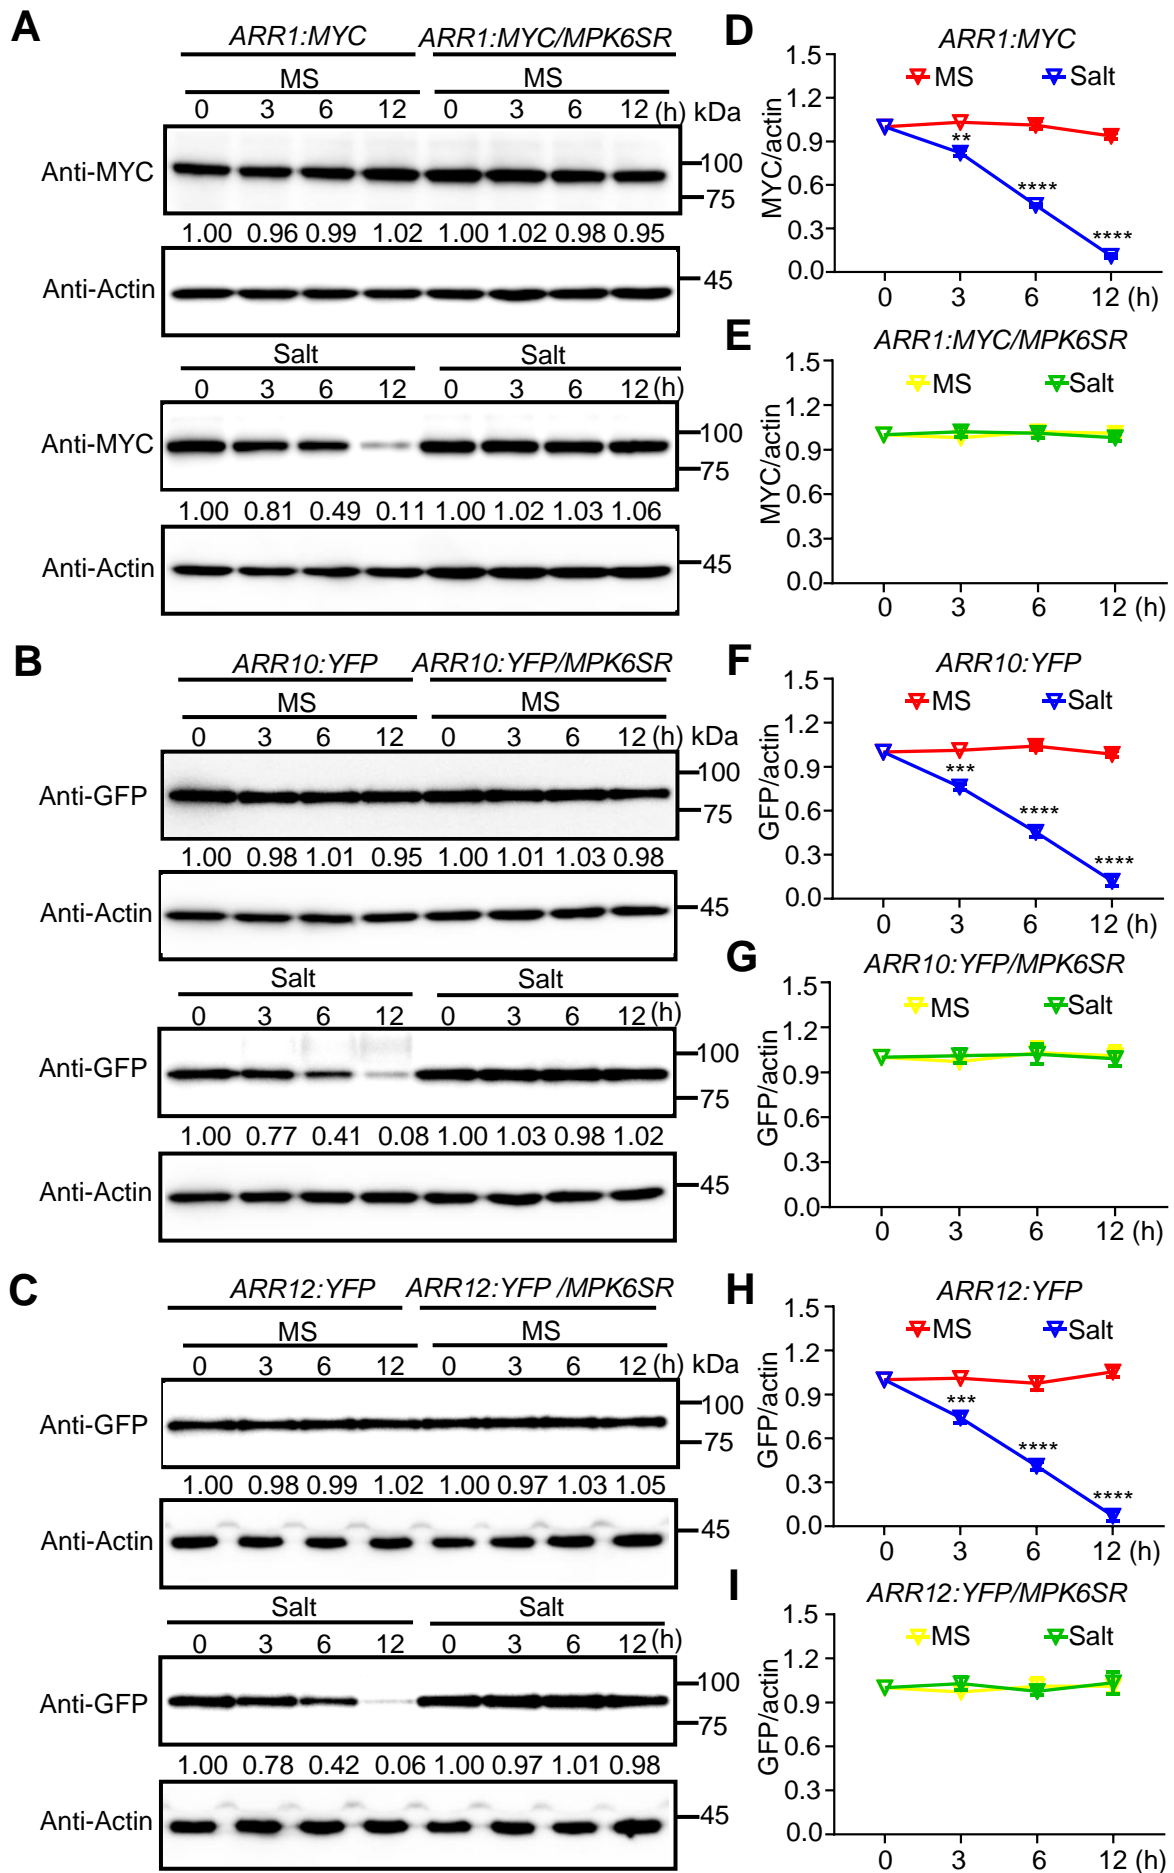 A
ARR1:MYC ARR1:MYC/MPK6SR
MS
0 3 6 12 0 3 6 12 (h) kDa
Anti-MYC
100
75
1.00 0.96 0.99 1.02 1.00 1.02 0.98 0.95
Anti-Actin
45
Salt Salt
0 3 6 12 0 3 6 12 (h)
Anti-MYC
100
75
1.00 0.81 0.49 0.11 1.00 1.02 1.03 1.06
Anti-Actin
45
B
ARR10:YFP ARR10:YFP/MPK6SR
MS MS
0 3 6 12 0 3 6 12 (h) kDa
Anti-GFP
100
75
1.00 0.98 1.01 0.95 1.00 1.01 1.03 0.98
Anti-Actin
45
Salt Salt
0 3 6 12 0 3 6 12 (h)
Anti-GFP
100
75
1.00 0.77 0.41 0.08 1.00 1.03 0.98 1.02
Anti-Actin
45
C
ARR12:YFP ARR12:YFP /MPK6SR
MS MS
0 3 6 12 0 3 6 12 (h) kDa
Anti-GFP
100
75
1.00 0.98 0.99 1.02 1.00 0.97 1.03 1.05
Anti-Actin
45
Salt Salt
0 3 6 12 0 3 6 12 (h)
Anti-GFP
100
75
1.00 0.78 0.42 0.06 1.00 0.97 1.01 0.98
Anti-Actin
45
D
ARR1:MYC
MS Salt
MYC/actin
1.5
1.2
0.9
0.6
0.3
0.0
**
****
****
0 3 6 12 (h)
E
ARR1:MYC/MPK6SR
MS Salt
MYC/actin
1.5
1.2
0.9
0.6
0.3
0.0
0 3 6 12 (h)
F
ARR10:YFP
MS Salt
GFP/actin
1.5
1.2
0.9
0.6
0.3
0.0
***
****
****
0 3 6 12 (h)
G
ARR10:YFP/MPK6SR
MS Salt
GFP/actin
1.5
1.2
0.9
0.6
0.3
0.0
0 3 6 12 (h)
H
ARR12:YFP
MS Salt
GFP/actin
1.5
1.2
0.9
0.6
0.3
0.0
***
****
****
0 3 6 12 (h)
I
ARR12:YFP/MPK6SR
MS Salt
GFP/actin
1.5
1.2
0.9
0.6
0.3
0.0
0 3 6 12 (h)